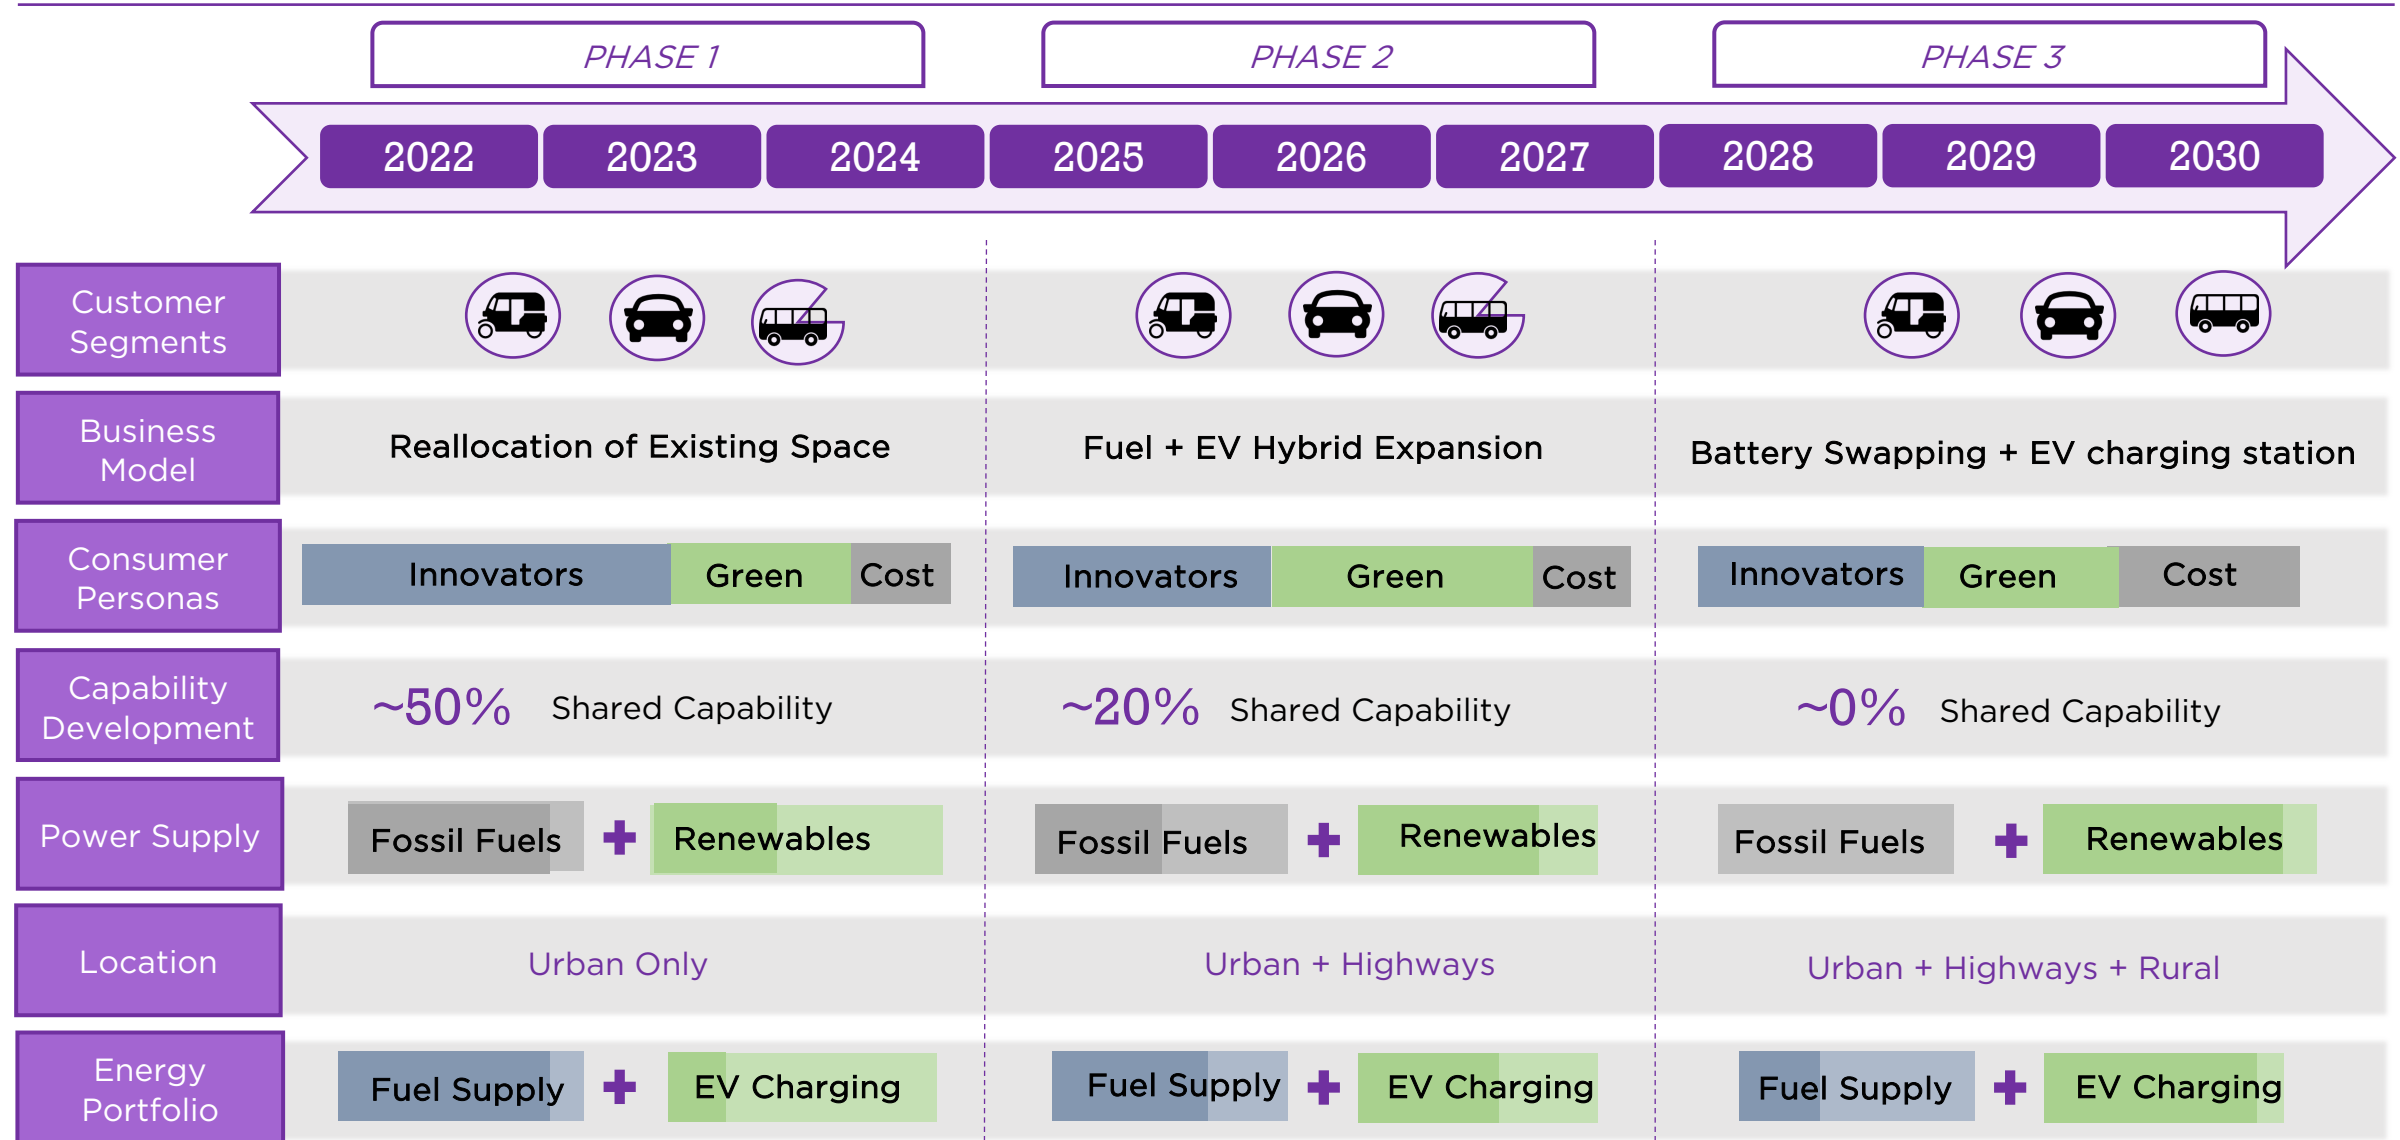 PHASE 1
PHASE 2
PHASE 3
2022
2023
2024
2025
2026
2027
2028
2029
2030
Customer
Segments
Business
Model
Reallocation of Existing Space
Fuel + EV Hybrid Expansion
Battery Swapping + EV charging station
Consumer
Personas
Innovators
Green
Cost
Innovators
Green
Cost
Innovators
Green
Cost
Capability
Development
~50% Shared Capability
~20% Shared Capability
~0% Shared Capability
Power Supply
Fossil Fuels + Renewables
Fossil Fuels + Renewables
Fossil Fuels + Renewables
Location
Urban Only
Urban + Highways
Urban + Highways + Rural
Energy
Portfolio
Fuel Supply + EV Charging
Fuel Supply + EV Charging
Fuel Supply + EV Charging